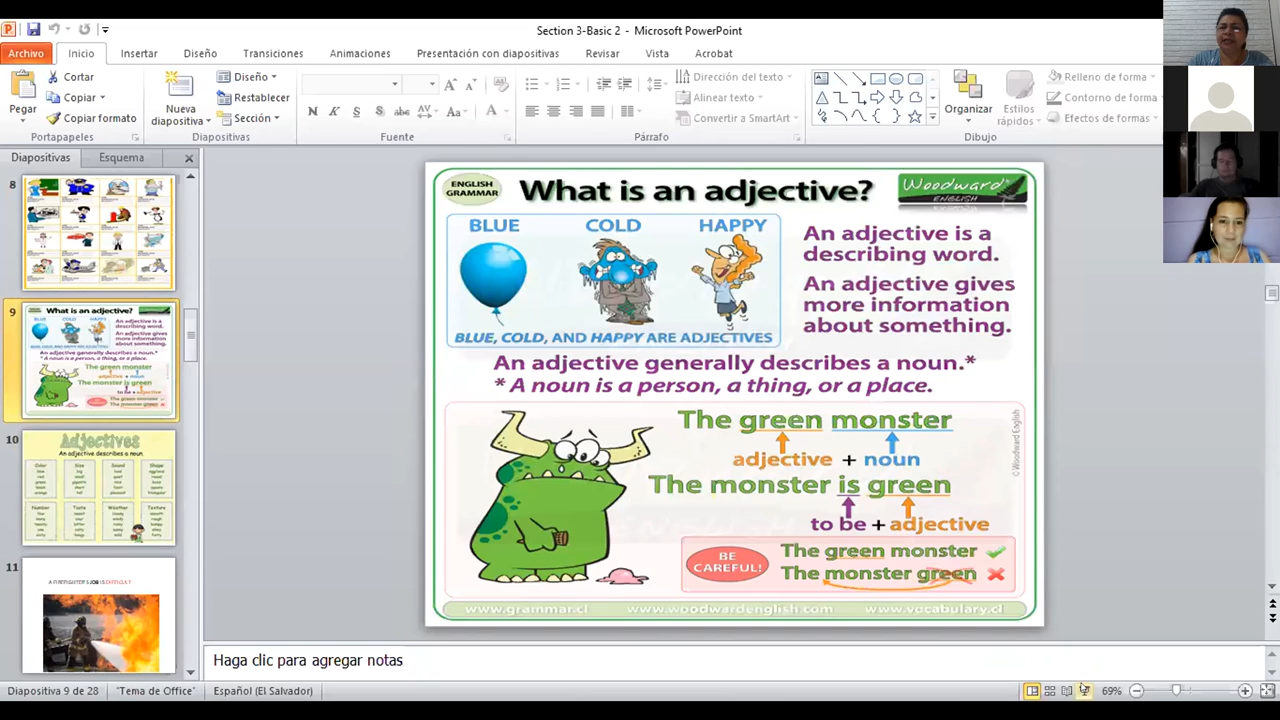 Section 3-Basic 2 - Microsoft PowerPoint
Archivo Inicio Insertar Diseño Transiciones Animaciones Presentación con diapositivas Revisar Vista Acrobat
Cortar
Copiar
Copiar formato
Pegar
Portapapeles
Nueva diapositiva
Diseño
Restablecer
Sección
Diapositivas
N K S abc AV Aa A
Fuente
Dirección del texto
Alinear texto
Convertir a SmartArt
Párrafo
Organizar
Estilos rápidos
Relleno de forma
Contorno de forma
Efectos de formas
Dibujo
Diapositivas Esquema
8
9
What is an adjective?
10
Adjectives
An adjective describes a noun.
11
A FIREFIGHTER'S JOB IS DIFFICULT
ENGLISH
GRAMMAR
What is an adjective?
Woodward
ENGLISH
BLUE COLD HAPPY
BLUE, COLD, AND HAPPY ARE ADJECTIVES
An adjective is a
describing word.
An adjective gives
more information
about something.
An adjective generally describes a noun.*
* A noun is a person, a thing, or a place.
The green monster
adjective + noun
The monster is green
to be + adjective
BE
CAREFUL!
The green monster
The monster green
© Woodward English
www.grammar.cl www.woodwardenglish.com www.vocabulary.cl
Haga clic para agregar notas
Diapositiva 9 de 28 "Tema de Office" Español (El Salvador) 69%